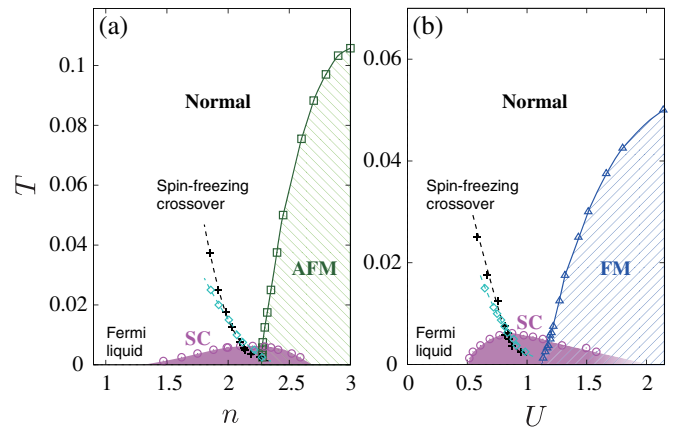 (a)
0.1
0.08
0.06
0.04
0.02
0
T
Normal
Spin-freezing
crossover
AFM
SC
Fermi
liquid
1
1.5
2
2.5
3
n
(b)
0.06
0.04
0.02
0
Normal
Spin-freezing
crossover
FM
SC
Fermi
liquid
0
0.5
1
1.5
2
U